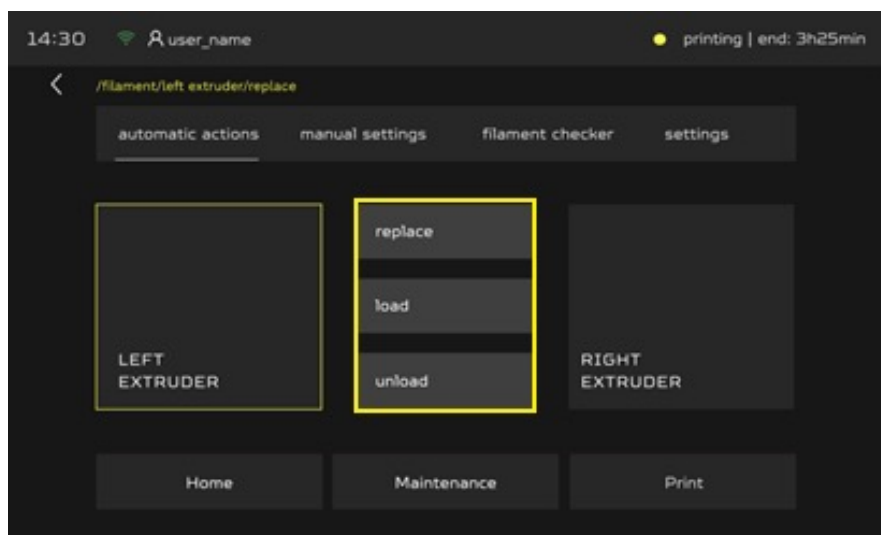 14:30 user_name printing | end: 3h25min
/filament/left extruder/replace
automatic actions manual settings filament checker settings
replace
load
unload
LEFT
EXTRUDER
RIGHT
EXTRUDER
Home Maintenance Print